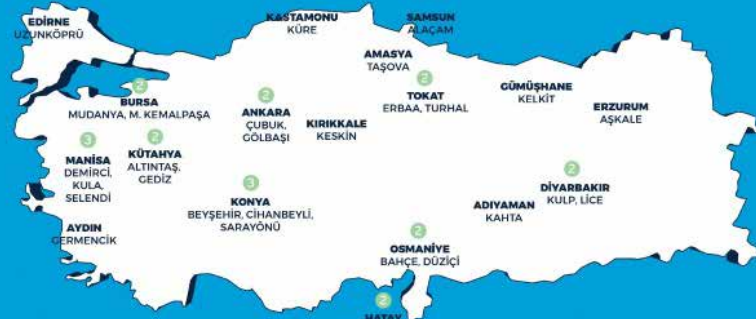 EDİRNE
UZUNKÖPRÜ
KASTAMONU
KÜRE
SAMSUN
ALAÇAM
AMASYA
TAŞOVA
2
TOKAT
ERBAA, TURHAL
GÜMÜŞHANE
KELKİT
ERZURUM
AŞKALE
2
BURSA
MUDANYA, M. KEMALPAŞA
2
ANKARA
ÇUBUK,
GÖLBAŞI
KIRIKKALE
KESKİN
3
MANİSA
DEMİRCİ,
KULA,
SELENDİ
2
KÜTAHYA
ALTINTAŞ,
GEDİZ
3
KONYA
BEYŞEHİR, CİHANBEYLİ,
SARAYÖNÜ
2
DİYARBAKIR
KULP, LİCE
ADIYAMAN
KAHTA
AYDIN
GERMENCİK
2
OSMANİYE
BAHÇE, DÜZİÇİ
2
HATAY